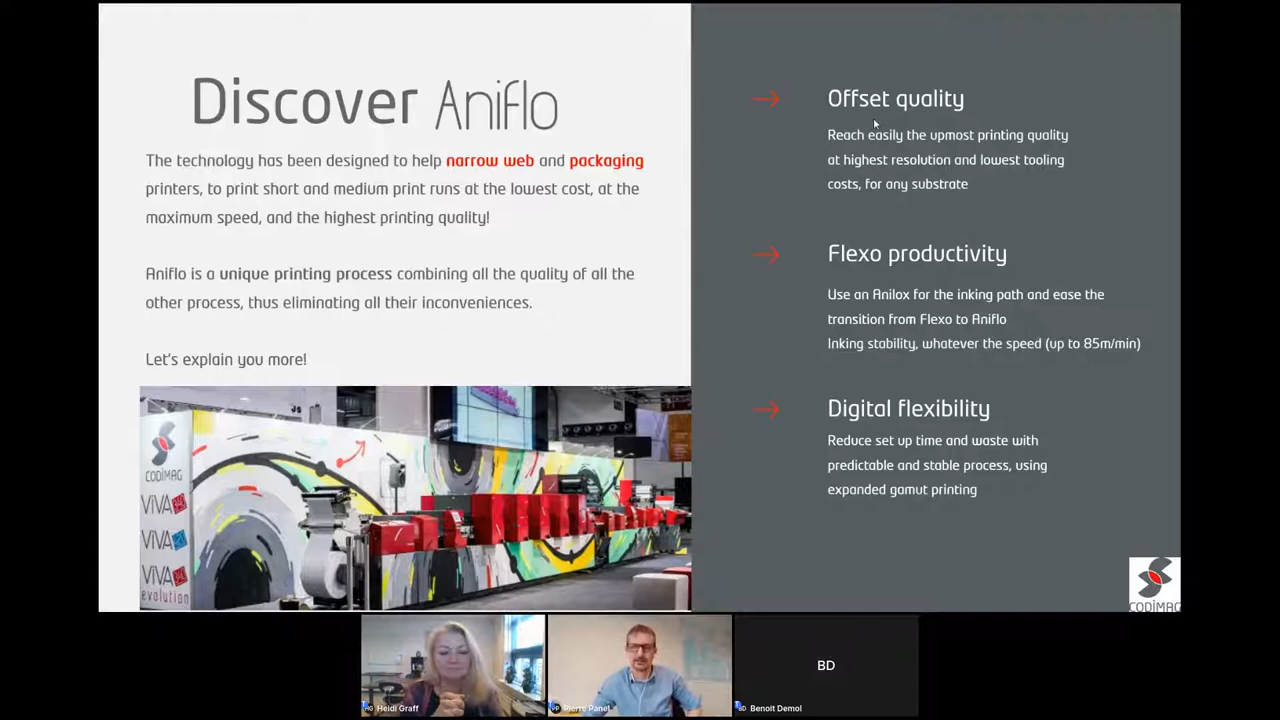 Discover Aniflo
The technology has been designed to help narrow web and packaging
printers, to print short and medium print runs at the lowest cost, at the
maximum speed, and the highest printing quality!
Aniflo is a unique printing process combining all the quality of all the
other process, thus eliminating all their inconveniences.
Let's explain you more!
CODIMAG
ViVA
ViVA
ViVA
evolution
Offset quality
Reach easily the upmost printing quality
at highest resolution and lowest tooling
costs, for any substrate
Flexo productivity
Use an Anilox for the inking path and ease the
transition from Flexo to Aniflo
Inking stability, whatever the speed (up to 85m/min)
Digital flexibility
Reduce set up time and waste with
predictable and stable process, using
expanded gamut printing
CODIMAG
HG Heidi Graff
PP Pierre Panel
BD
BD Benoit Demol